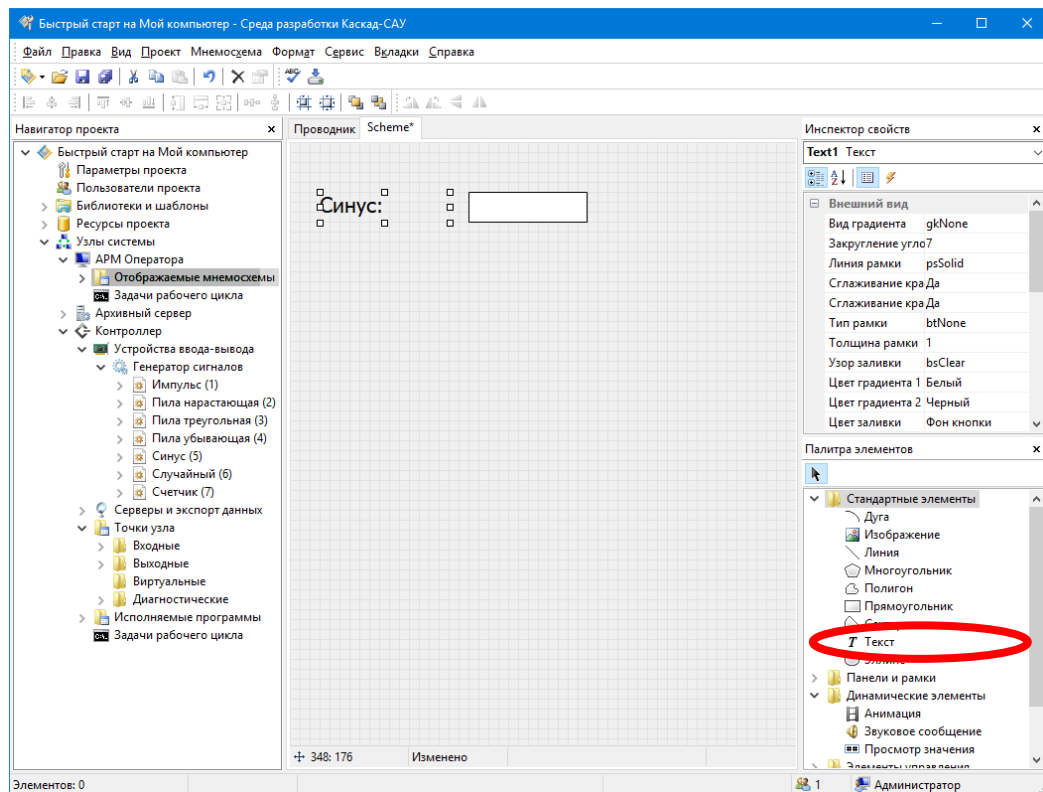 Быстрый старт на Мой компьютер - Среда разработки Каскад-САУ
Файл Правка Вид Проект Мнемосхема Формат Сервис Вкладки Справка
ABC
Навигатор проекта
Быстрый старт на Мой компьютер
Параметры проекта
Пользователи проекта
Библиотеки и шаблоны
Ресурсы проекта
Узлы системы
АРМ Оператора
Отображаемые мнемосхемы
Задачи рабочего цикла
Архивный сервер
Контроллер
Устройства ввода-вывода
Генератор сигналов
Импульс (1)
Пила нарастающая (2)
Пила треугольная (3)
Пила убывающая (4)
Синус (5)
Случайный (6)
Счетчик (7)
Серверы и экспорт данных
Точки узла
Входные
Выходные
Виртуальные
Диагностические
Исполняемые программы
Задачи рабочего цикла
Проводник Scheme*
Синус:
348: 176 Изменено
Инспектор свойств
Text1 Текст
Внешний вид
Вид градиента gkNone
Закругление угло 7
Линия рамки psSolid
Сглаживание кра Да
Сглаживание кра Да
Тип рамки btNone
Толщина рамки 1
Узор заливки bsClear
Цвет градиента 1 Белый
Цвет градиента 2 Черный
Цвет заливки Фон кнопки
Палитра элементов
Стандартные элементы
Дуга
Изображение
Линия
Многоугольник
Полигон
Прямоугольник
Текст
Эллипс
Панели и рамки
Динамические элементы
Анимация
Звуковое сообщение
Просмотр значения
Элементы управления
Элементов: 0
1 Администратор